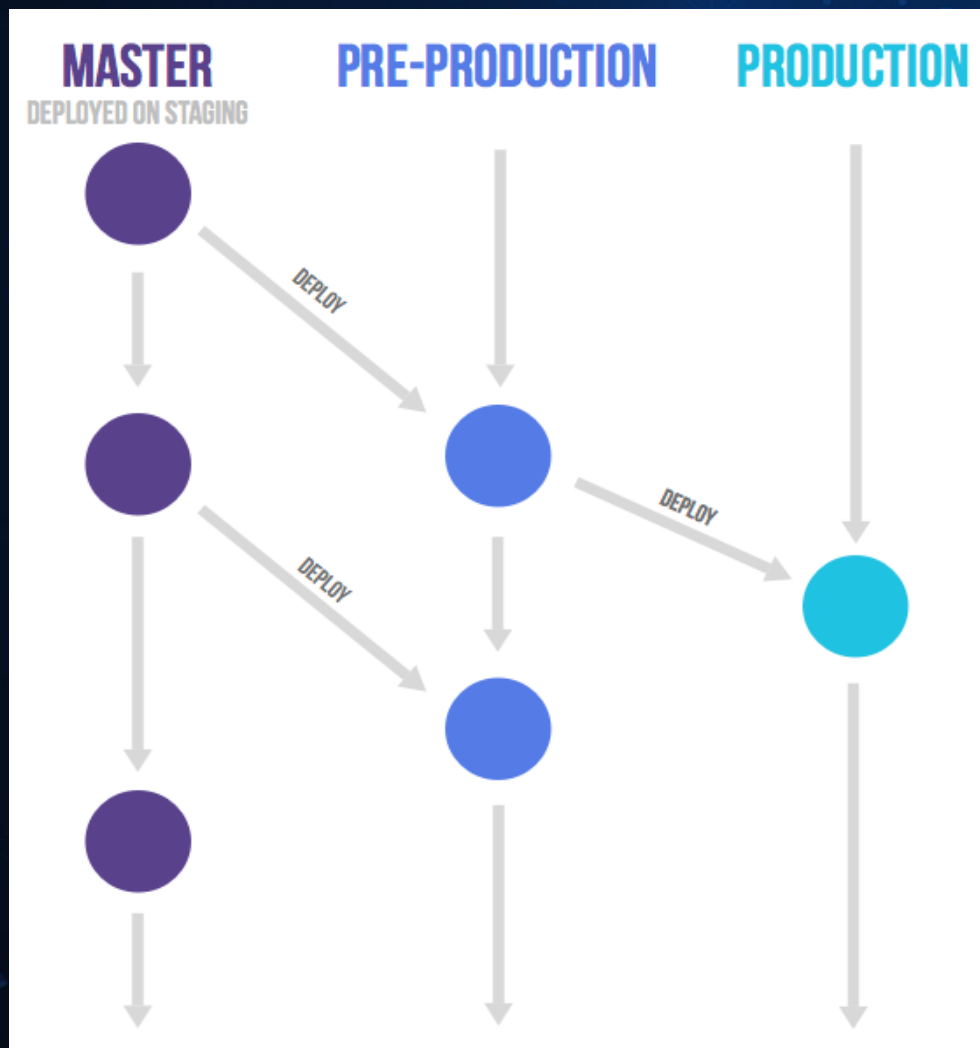 MASTER
DEPLOYED ON STAGING
PRE-PRODUCTION
PRODUCTION
DEPLOY
DEPLOY
DEPLOY